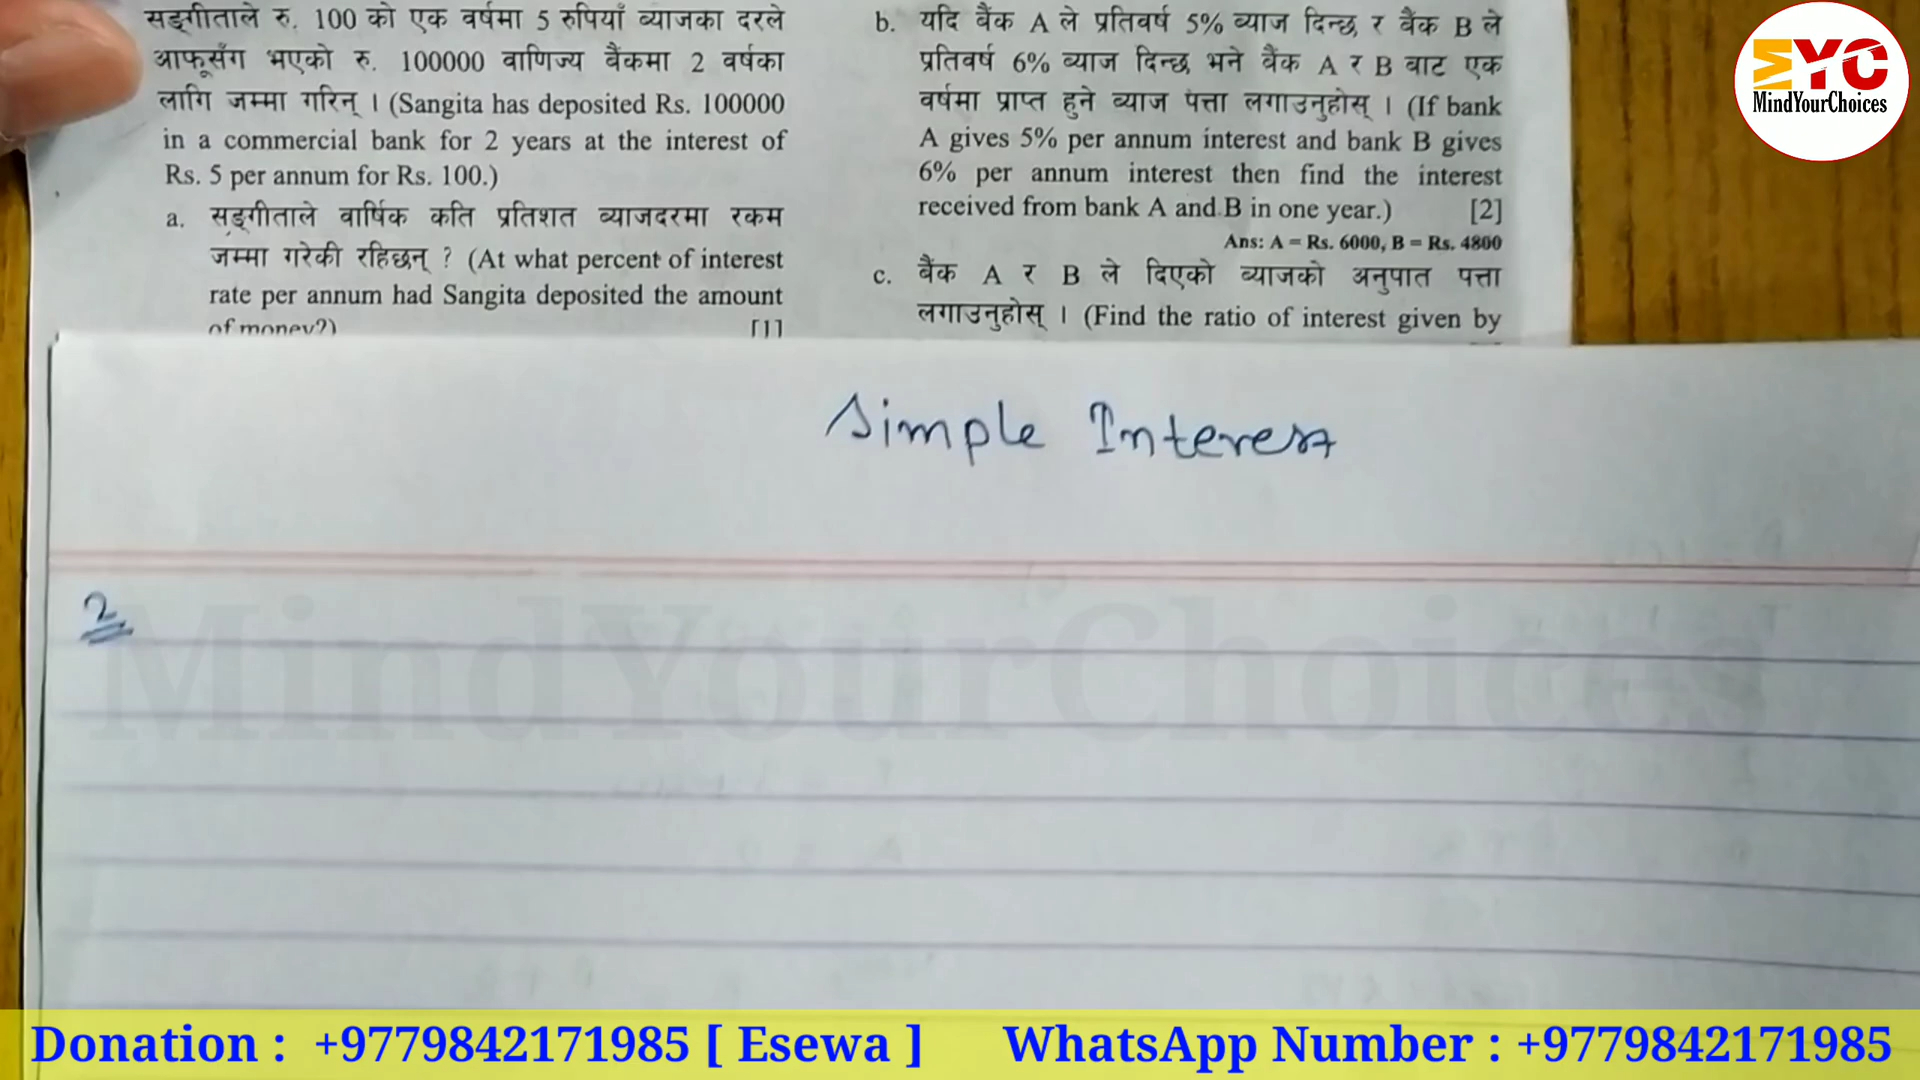 सङ्गीताले रु. 100 को एक वर्षमा 5 रुपियाँ ब्याजका दरले
आफूसँग भएको रु. 100000 वाणिज्य बैंकमा 2 वर्षका
लागि जम्मा गरिन् । (Sangita has deposited Rs. 100000
in a commercial bank for 2 years at the interest of
Rs. 5 per annum for Rs. 100.)
a. सङ्गीताले वार्षिक कति प्रतिशत ब्याजदरमा रकम
जम्मा गरेकी रहिछन् ? (At what percent of interest
rate per annum had Sangita deposited the amount
of money?) [1]
b. यदि बैंक A ले प्रतिवर्ष 5% ब्याज दिन्छ र बैंक B ले
प्रतिवर्ष 6% ब्याज दिन्छ भने बैंक A र B बाट एक
वर्षमा प्राप्त हुने ब्याज पत्ता लगाउनुहोस् । (If bank
A gives 5% per annum interest and bank B gives
6% per annum interest then find the interest
received from bank A and B in one year.) [2]
Ans: A = Rs. 6000, B = Rs. 4800
c. बैंक A र B ले दिएको ब्याजको अनुपात पत्ता
लगाउनुहोस् । (Find the ratio of interest given by
MYC
MindYourChoices
Simple Interest
2
MindYourChoices
Donation : +9779842171985 [ Esewa ] WhatsApp Number : +9779842171985